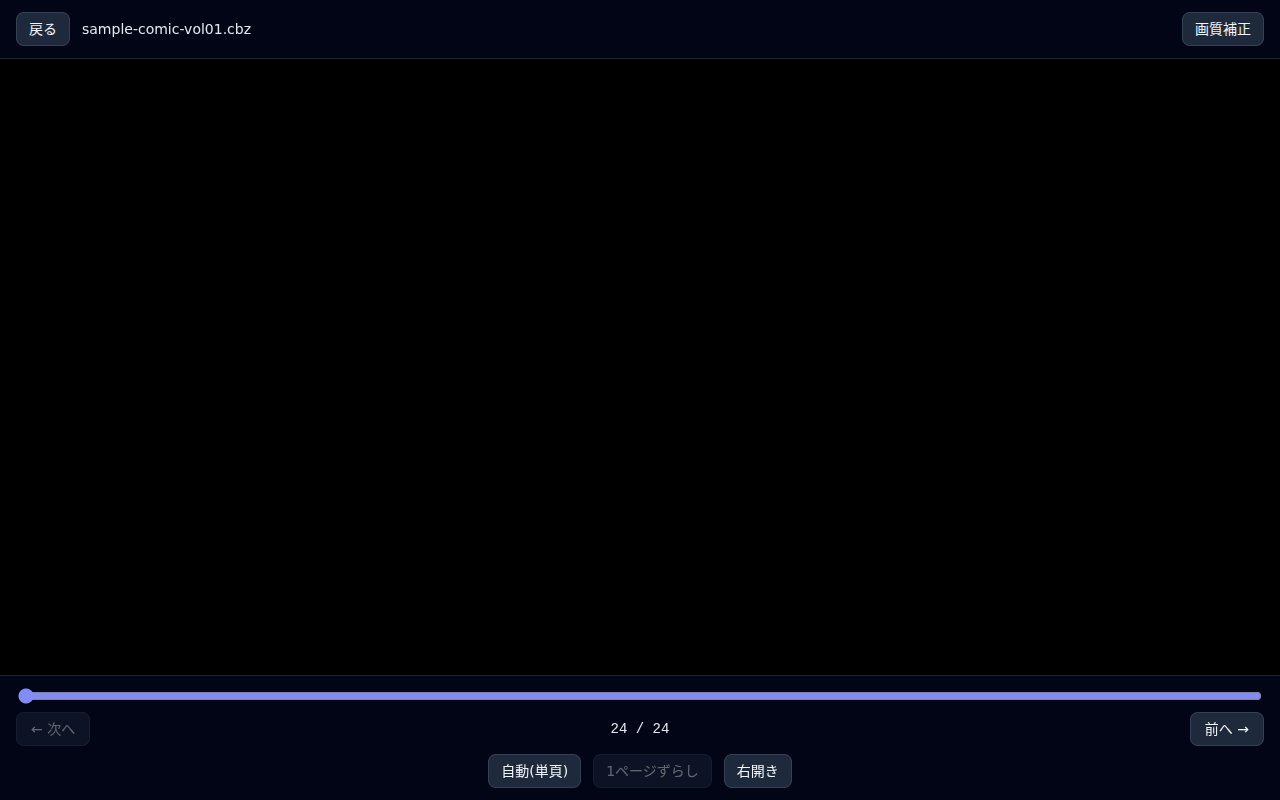 戻る sample-comic-vol01.cbz 画質補正
← 次へ 24 / 24 前へ →
自動(単頁) 1ページずらし 右開き